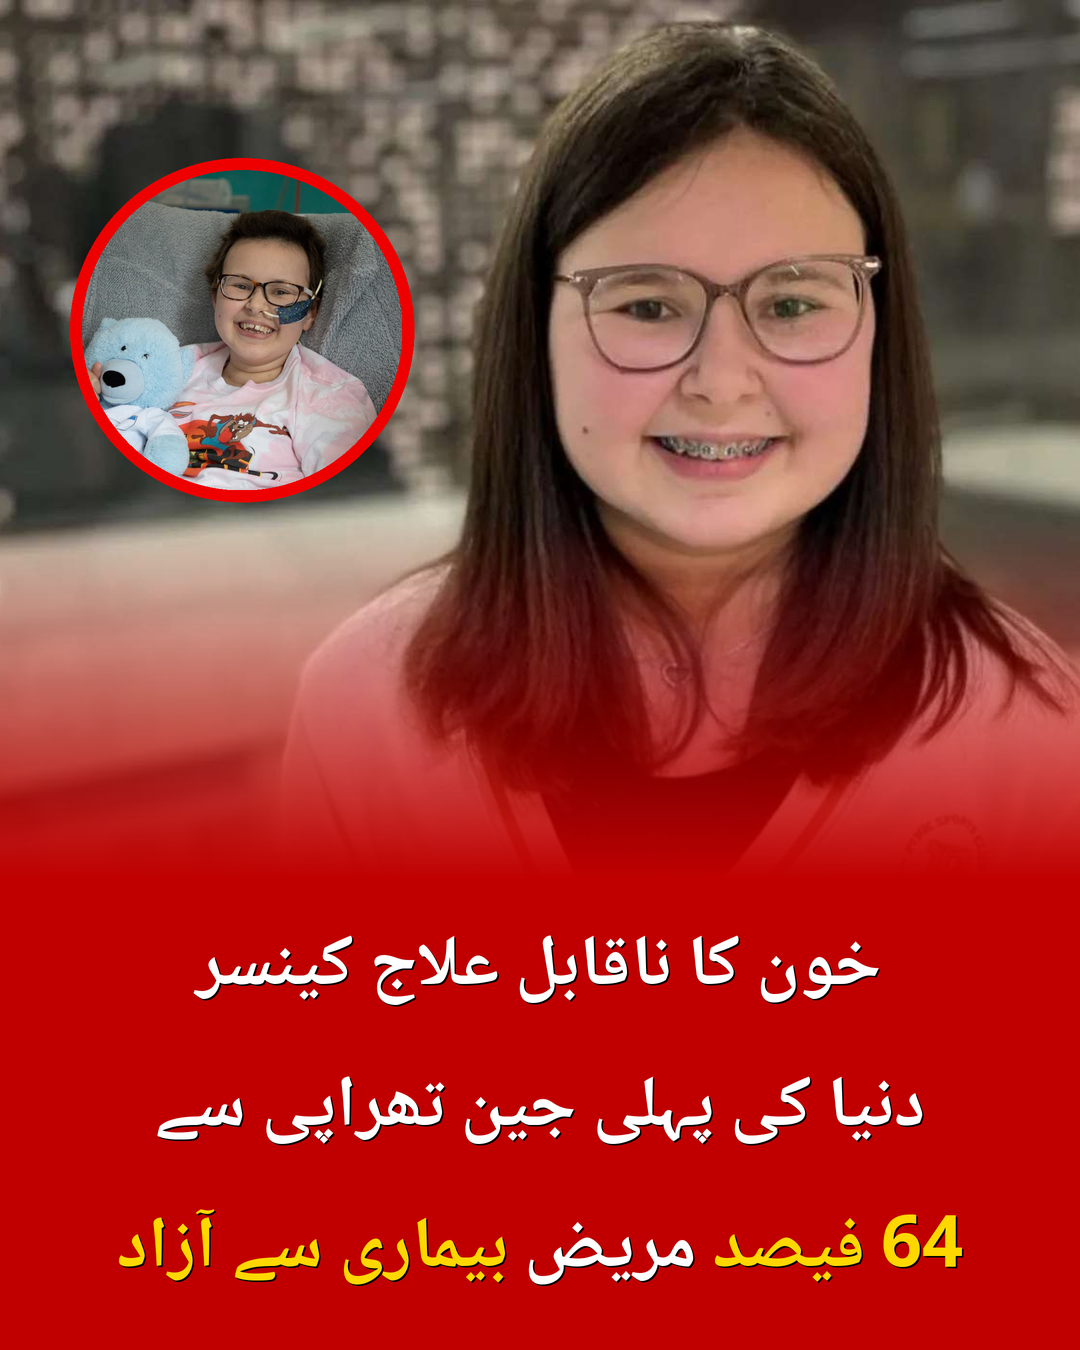 خون کا ناقابل علاج کینسر
دنیا کی پہلی جین تھراپی سے
64 فیصد مریض بیماری سے آزاد